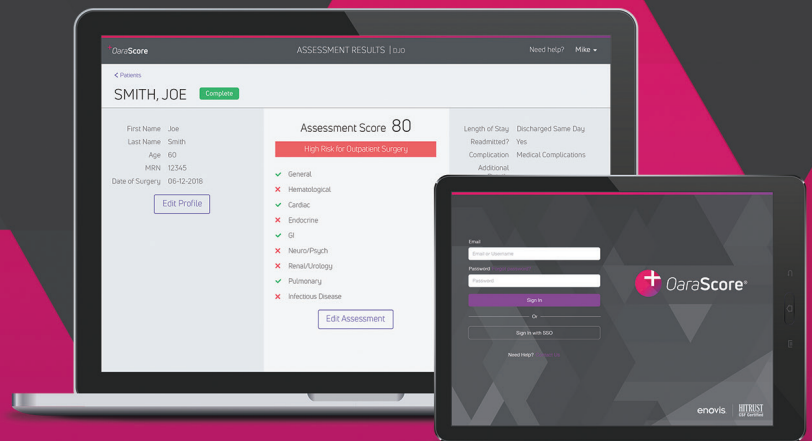 OaraScore
ASSESSMENT RESULTS | DJO
Need help? Mike
< Patients
SMITH, JOE Complete
First Name Joe
Last Name Smith
Age 60
MRN 12345
Date of Surgery 06-12-2018
Edit Profile
Assessment Score 80
High Risk for Outpatient Surgery
General
Hematological
Cardiac
Endocrine
GI
Neuro/Psych
Renal/Urology
Pulmonary
Infectious Disease
Edit Assessment
Length of Stay Discharged Same Day
Readmitted? Yes
Complication Medical Complications
Additional
Email
Email or Username
Password
Password
Sign In
Or
Sign In with SSO
Need Help?
OaraScore®
enovis
HITRUST
CSF Certified